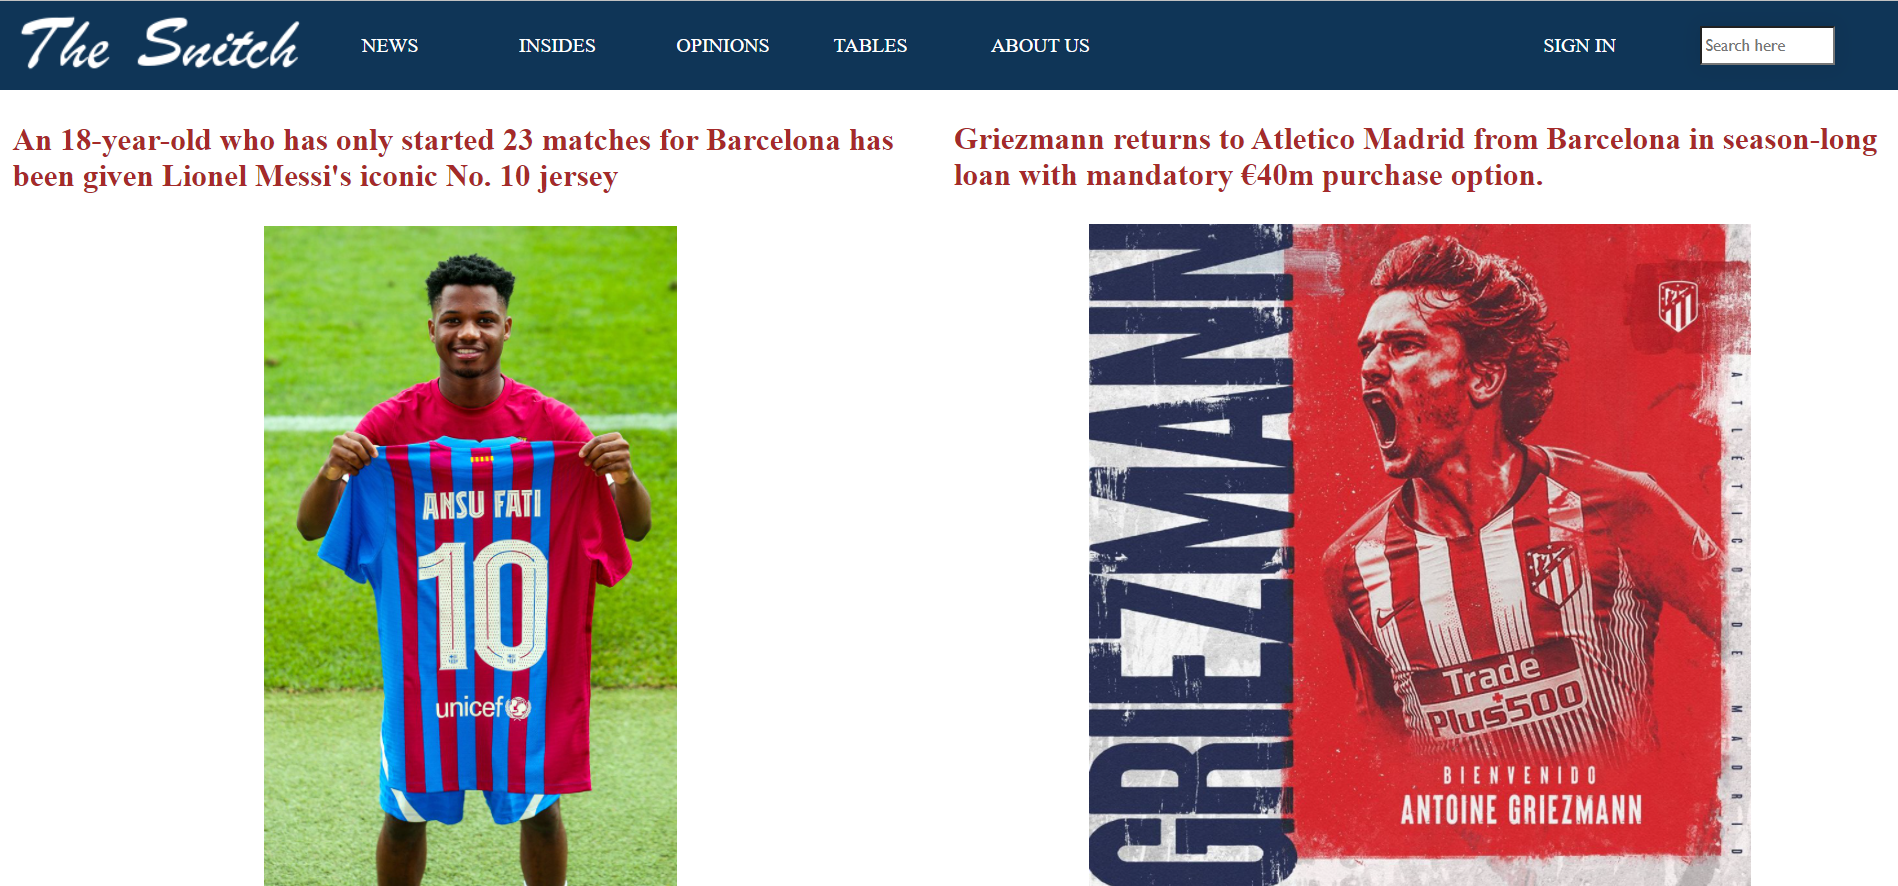 The Snitch
NEWS
INSIDES
OPINIONS
TABLES
ABOUT US
SIGN IN
Search here
An 18-year-old who has only started 23 matches for Barcelona has
been given Lionel Messi's iconic No. 10 jersey
ANSU FATI
10
unicef
Griezmann returns to Atletico Madrid from Barcelona in season-long
loan with mandatory €40m purchase option.
GRIEZMANN
Trade
Plus500
BIENVENIDO
ANTOINE GRIEZMANN
ATLÉTICO DE MADRID